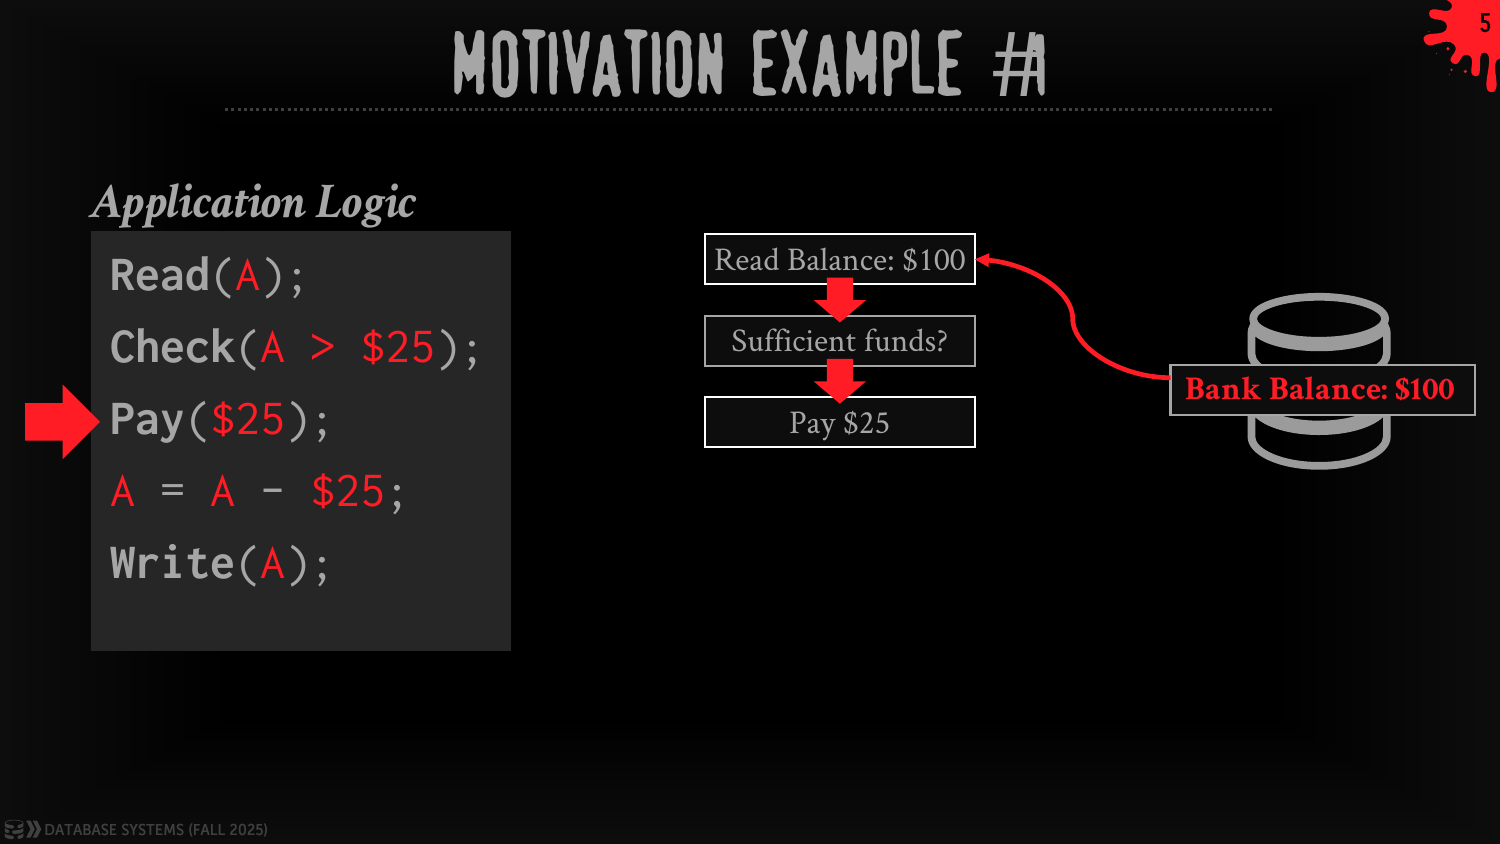 5
MOTIVATION EXAMPLE #1
Application Logic
Read(A);
Check(A > $25);
Pay($25);
A = A - $25;
Write(A);
Read Balance: $100
Sufficient funds?
Pay $25
Bank Balance: $100
DATABASE SYSTEMS (FALL 2025)